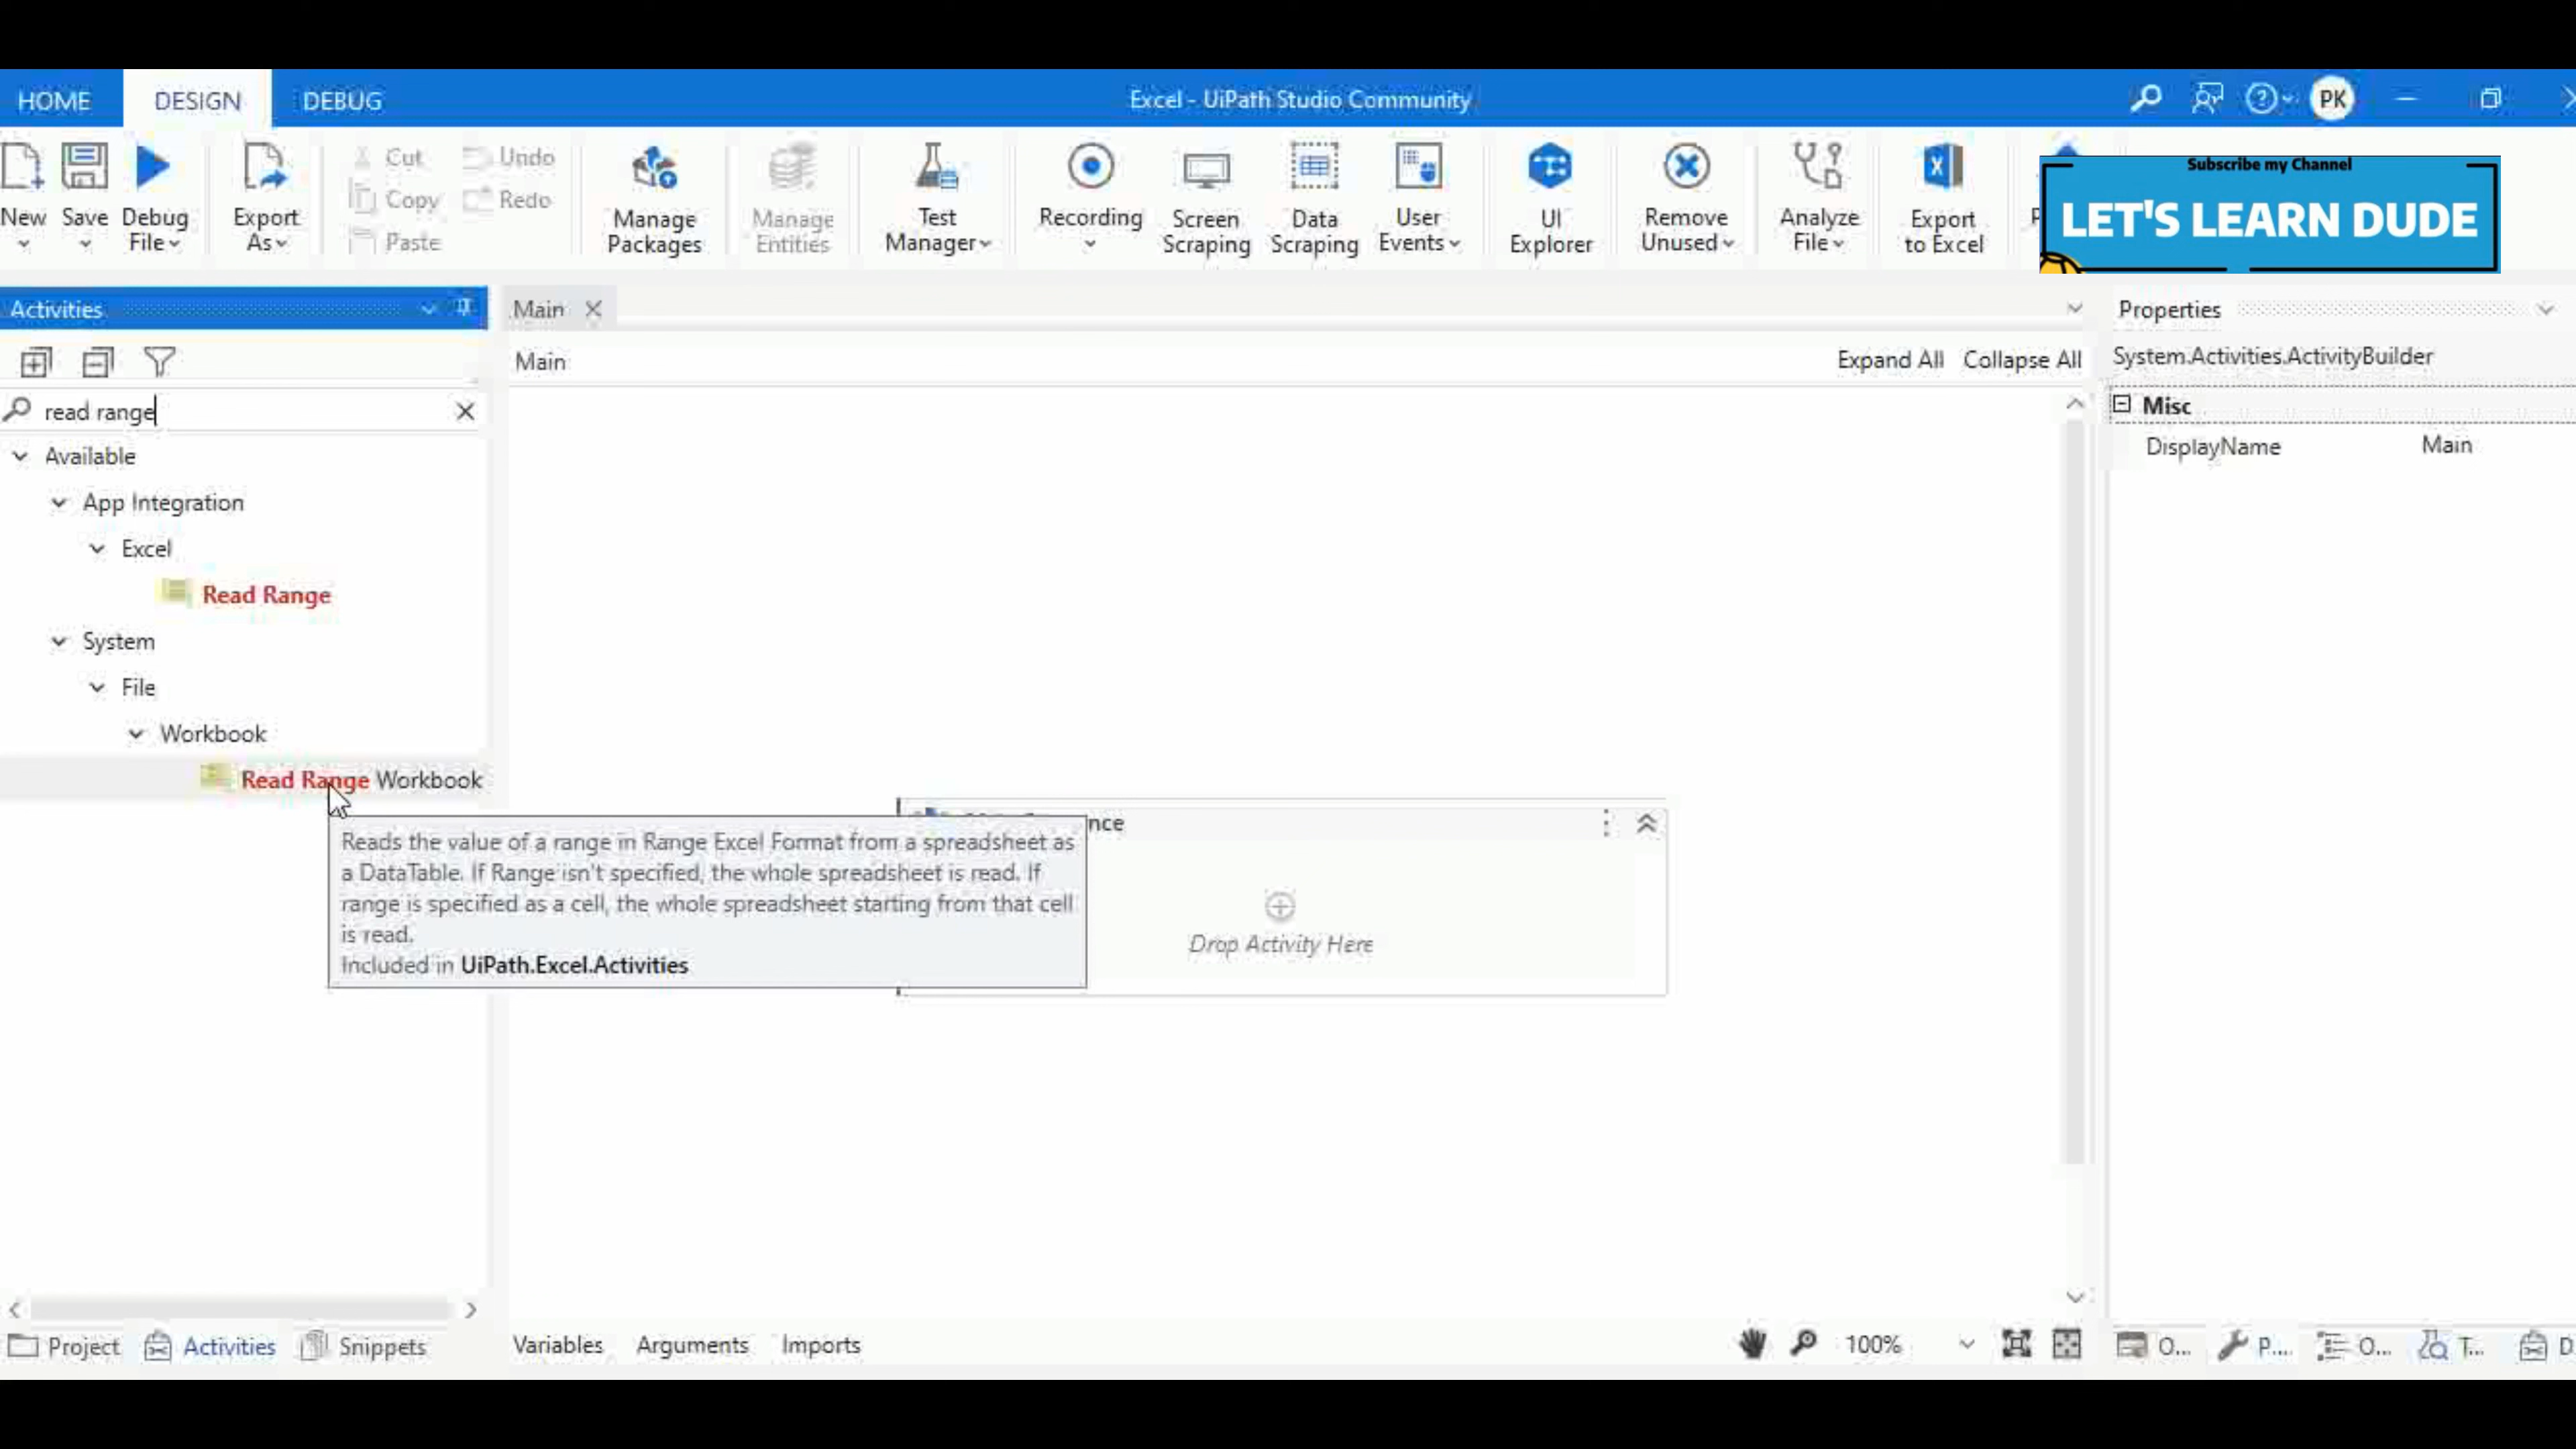 HOME DESIGN DEBUG Excel - UiPath Studio Community PK
New Save Debug File Export As Cut Copy Paste Undo Redo Manage Packages Manage Entities Test Manager Recording Screen Scraping Data Scraping User Events UI Explorer Remove Unused Analyze File Export to Excel
Subscribe my Channel
LET'S LEARN DUDE
Activities
Main
Properties
Main Expand All Collapse All
System.Activities.ActivityBuilder
read range
Misc
DisplayName Main
Available
App Integration
Excel
Read Range
System
File
Workbook
Read Range Workbook
Reads the value of a range in Range Excel Format from a spreadsheet as
a DataTable. If Range isn't specified, the whole spreadsheet is read. If
range is specified as a cell, the whole spreadsheet starting from that cell
is read.
Included in UiPath.Excel.Activities
Drop Activity Here
Project Activities Snippets Variables Arguments Imports 100% O... P... O... T... D